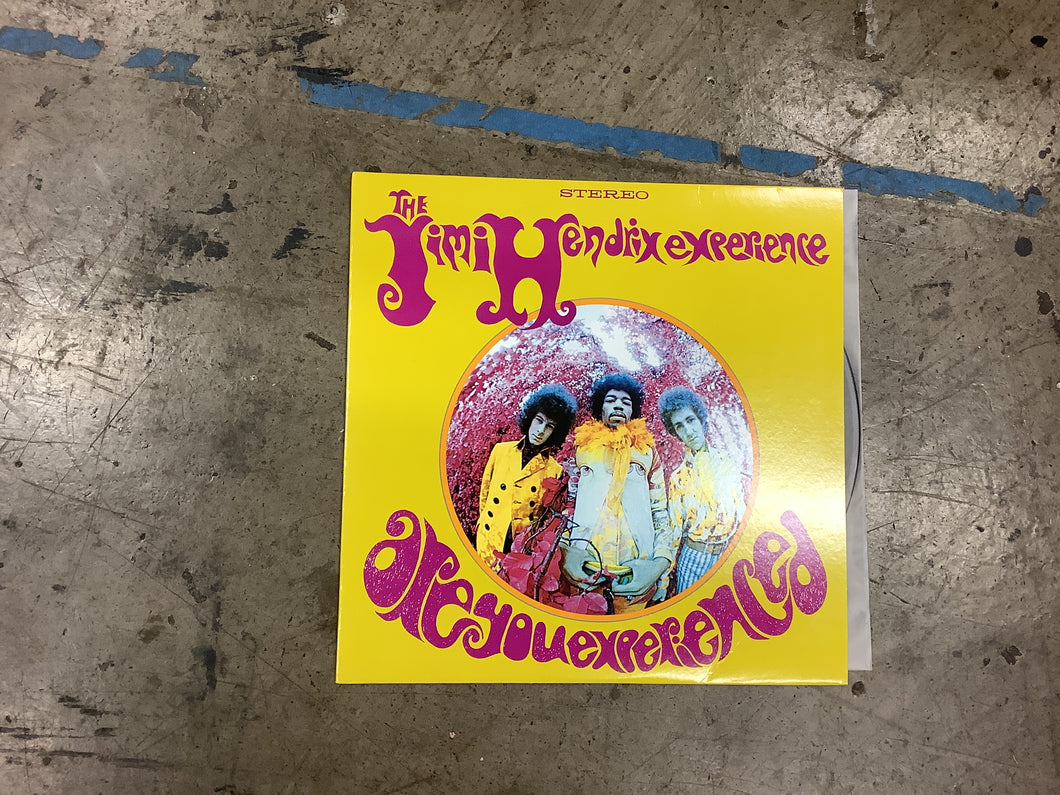 STEREO
THE
Jimi Hendrix experience
are you experienced